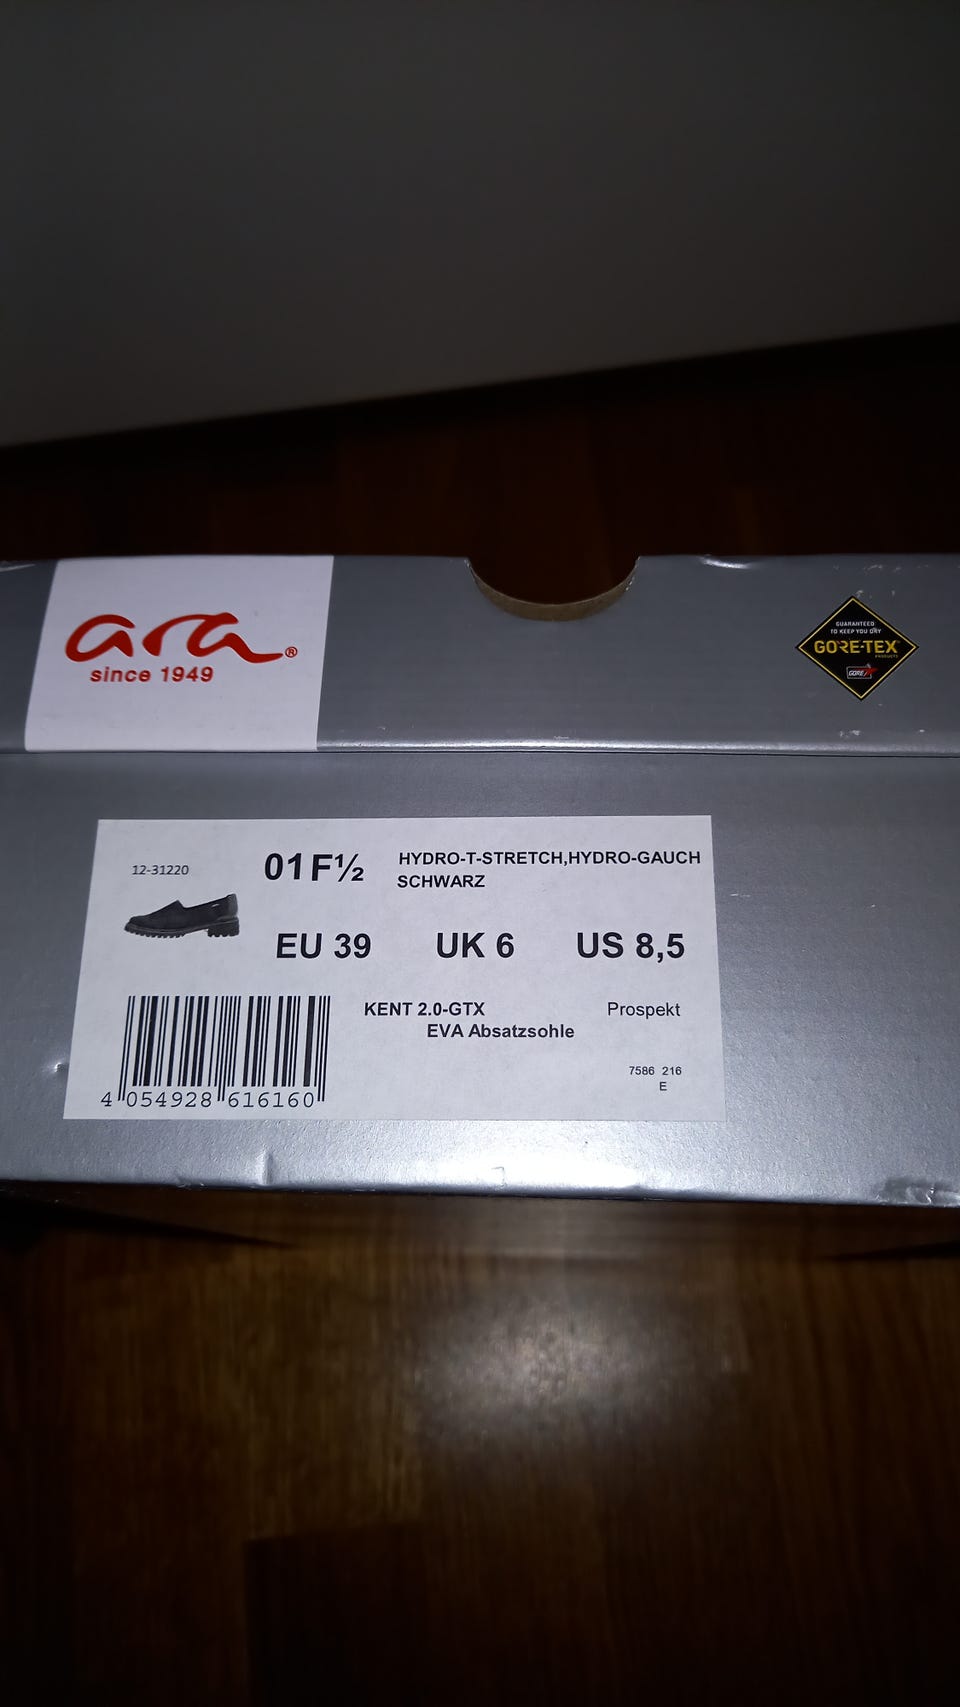 ara®
since 1949
GUARANTEED
TO KEEP YOU DRY
GORE-TEX
PRODUCTS
GORE
12-31220
01 F½
HYDRO-T-STRETCH,HYDRO-GAUCH
SCHWARZ
EU 39 UK 6 US 8,5
KENT 2.0-GTX Prospekt
EVA Absatzsohle
7586 216
E
4 054928 616160